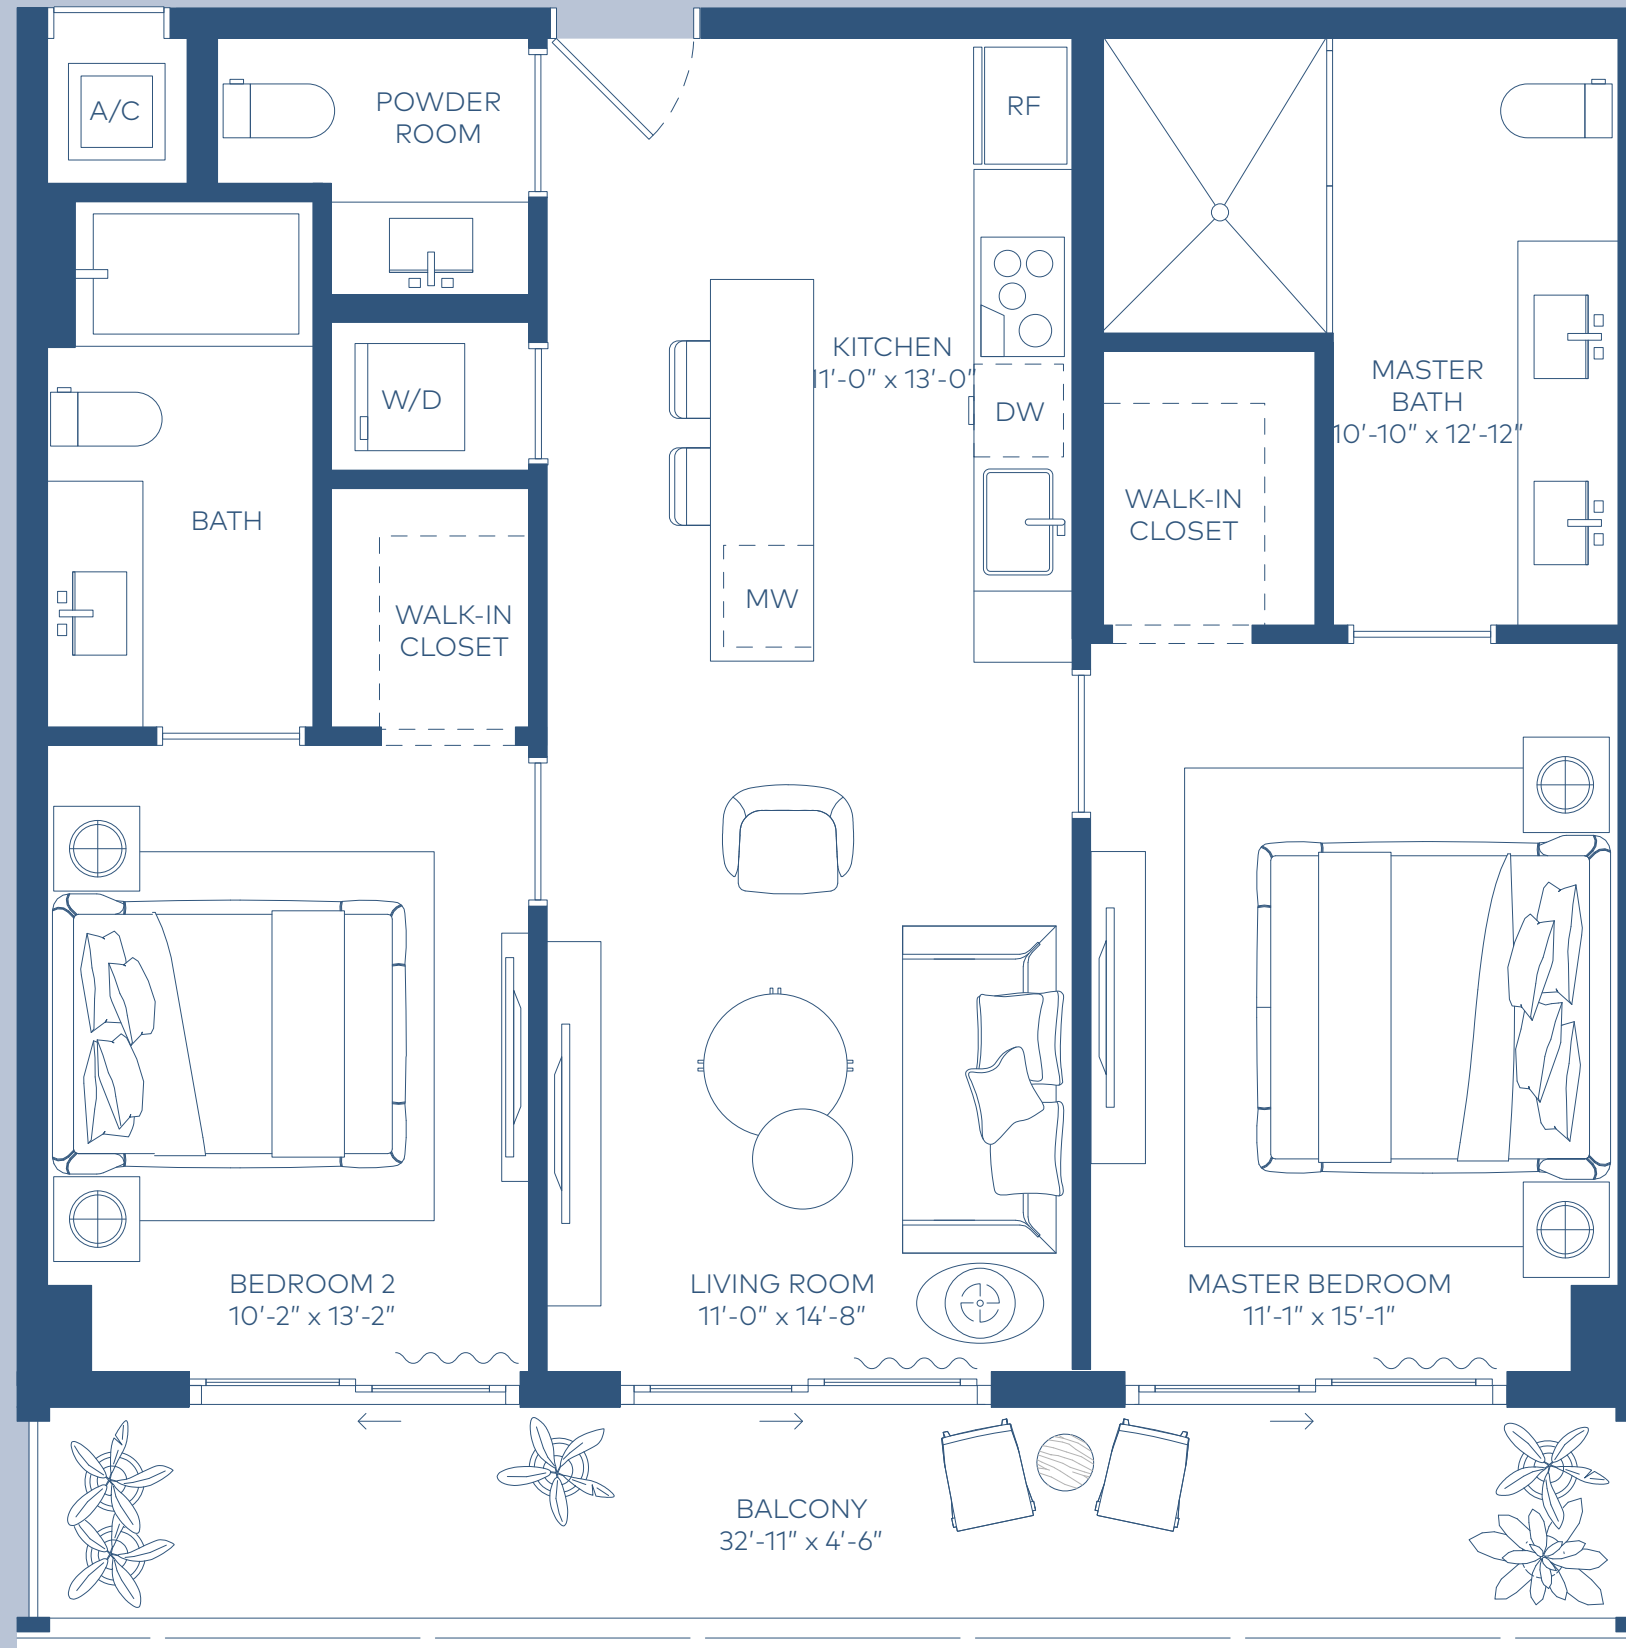 A/C
POWDER
ROOM
RF
KITCHEN
11'-0" x 13'-0"
MASTER
BATH
10'-10" x 12'-12"
W/D
DW
WALK-IN
CLOSET
BATH
MW
WALK-IN
CLOSET
BEDROOM 2
10'-2" x 13'-2"
LIVING ROOM
11'-0" x 14'-8"
MASTER BEDROOM
11'-1" x 15'-1"
BALCONY
32'-11" x 4'-6"